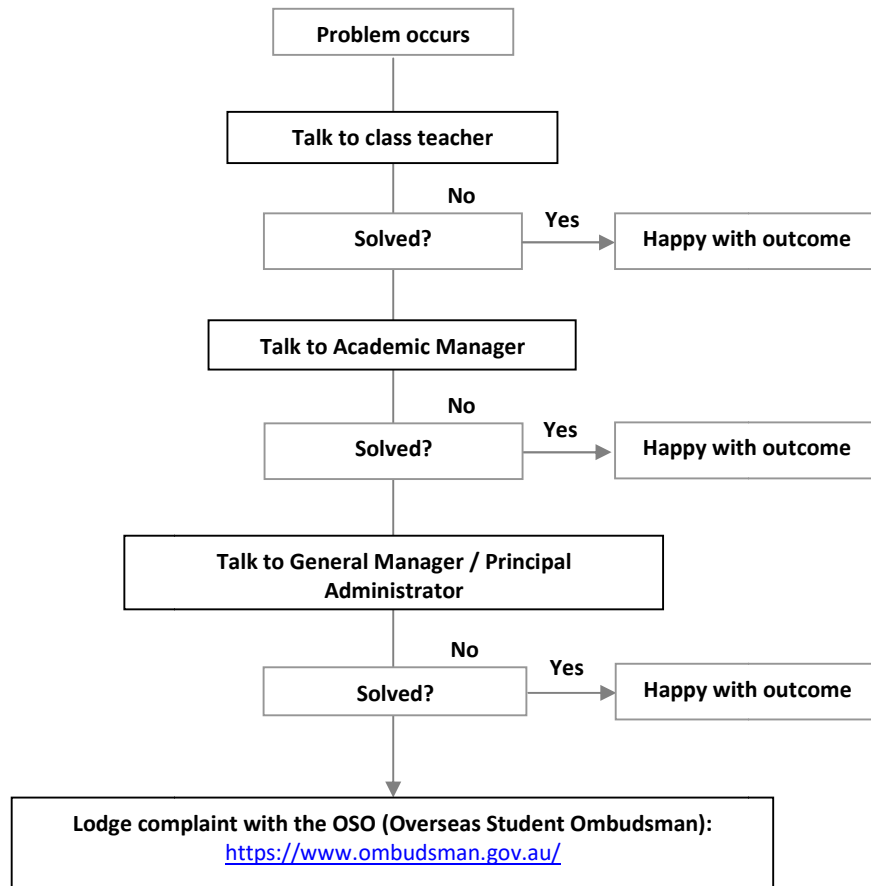 Problem occurs
Talk to class teacher
No
Yes
Solved?
Happy with outcome
Talk to Academic Manager
No
Yes
Solved?
Happy with outcome
Talk to General Manager / Principal
Administrator
No
Yes
Solved?
Happy with outcome
Lodge complaint with the OSO (Overseas Student Ombudsman):
https://www.ombudsman.gov.au/